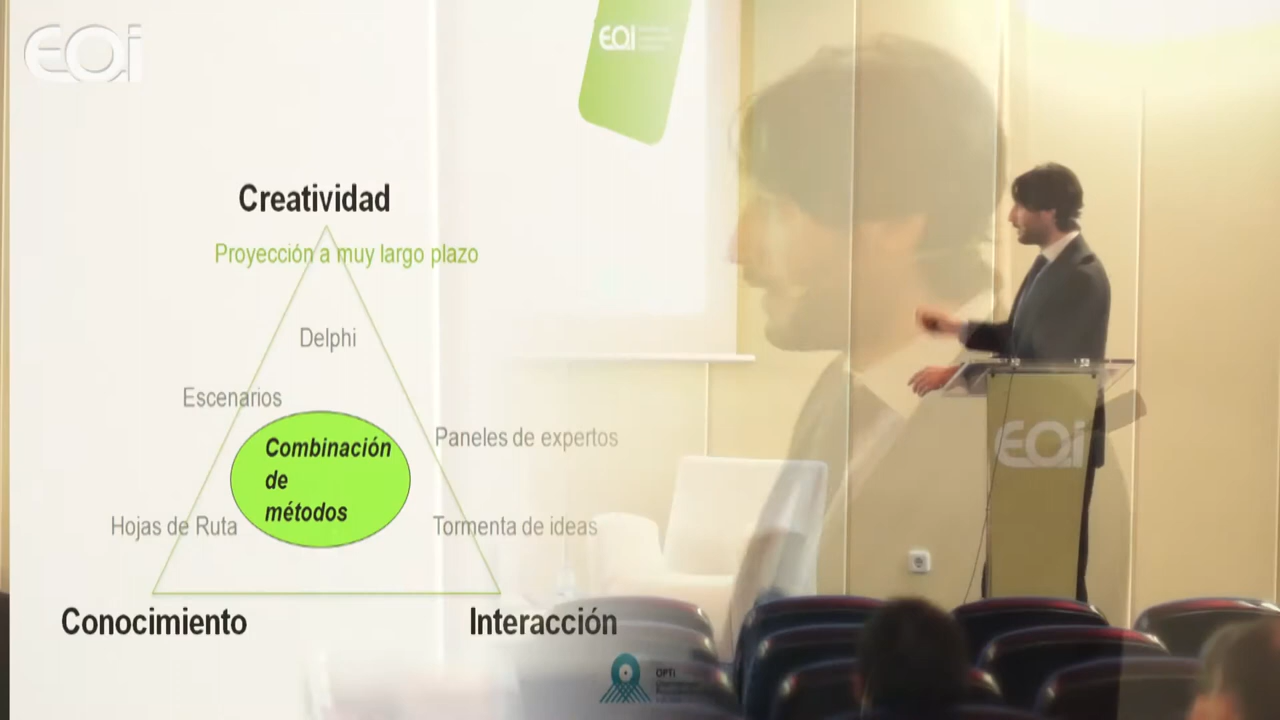 EOi
EOi
Creatividad
Proyección a muy largo plazo
Delphi
Escenarios
Combinación
de
métodos
Paneles de expertos
Hojas de Ruta
Tormenta de ideas
EOi
Conocimiento
Interacción
OPTI